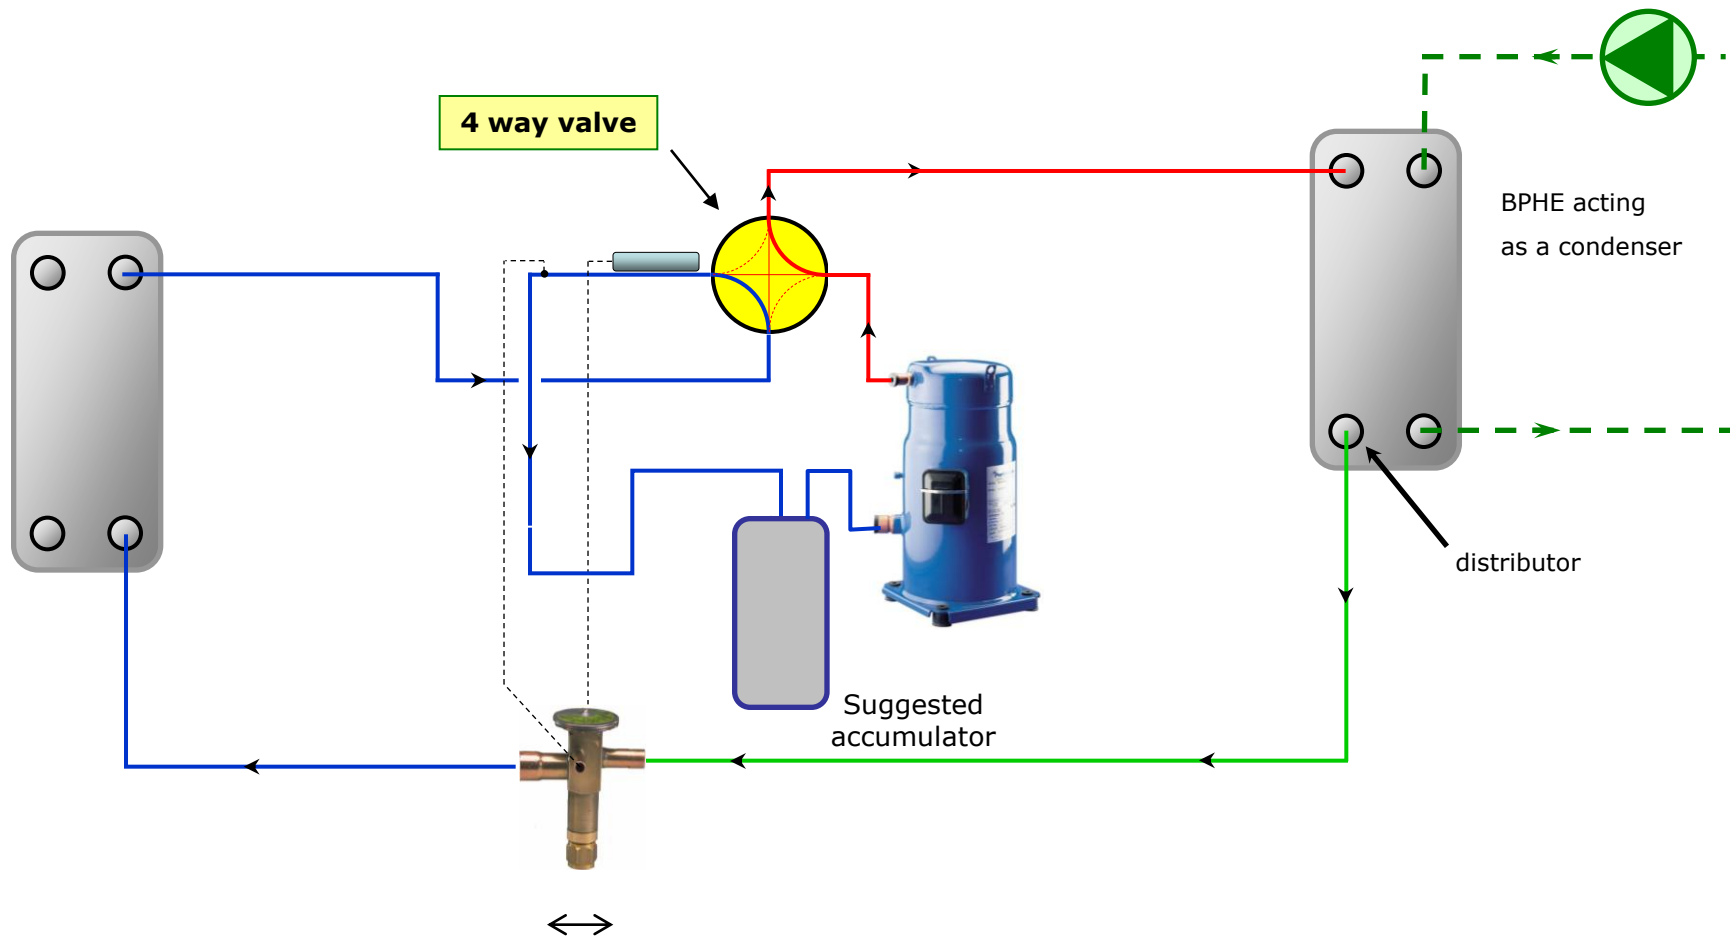 4 way valve
BPHE acting
as a condenser
distributor
Suggested
accumulator